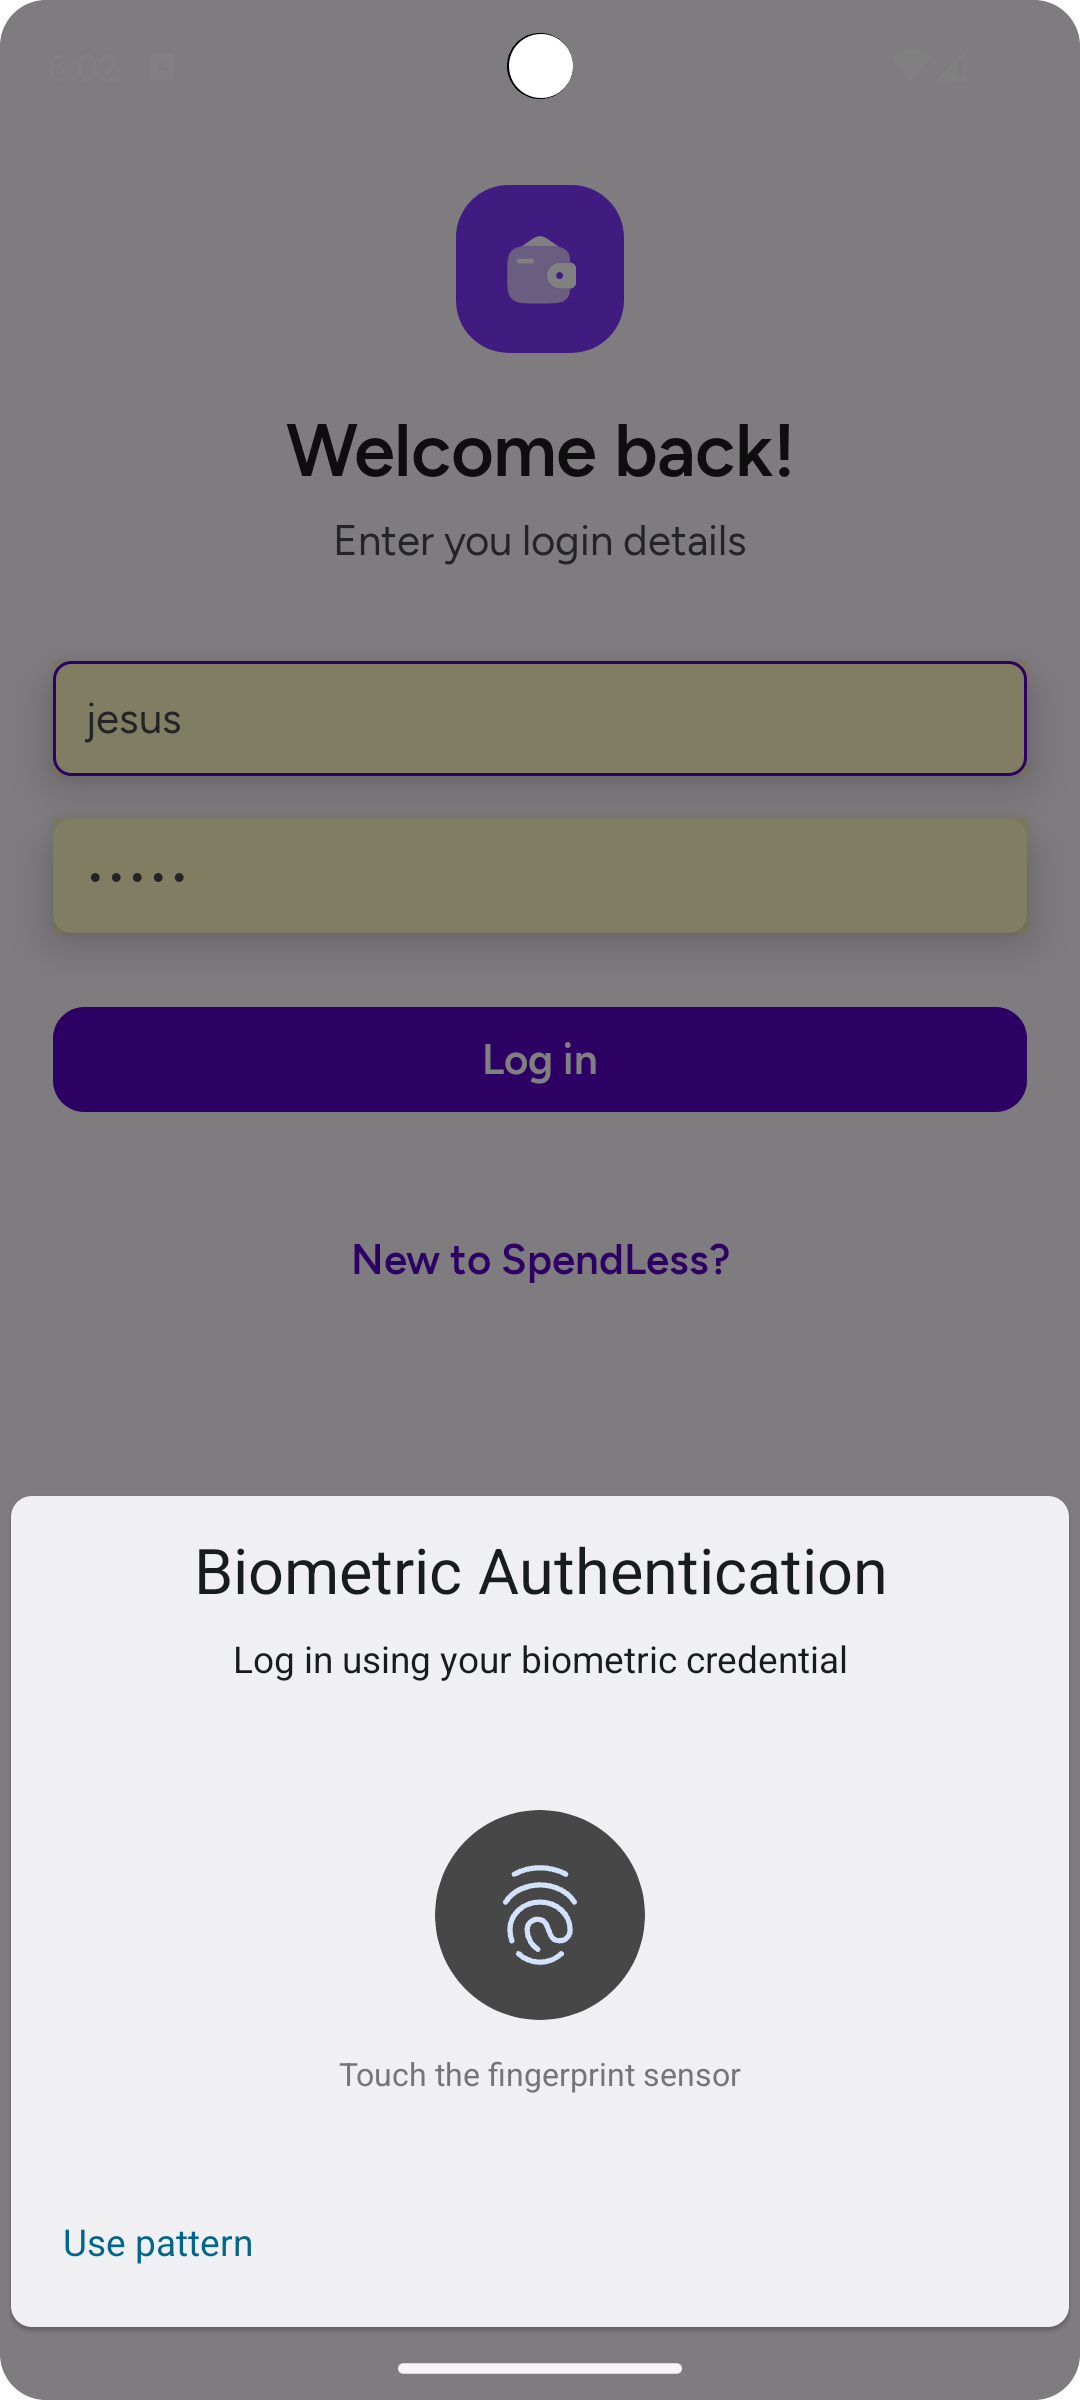 6:02
Welcome back!
Enter you login details
jesus
•••••
Log in
New to SpendLess?
Biometric Authentication
Log in using your biometric credential
Touch the fingerprint sensor
Use pattern